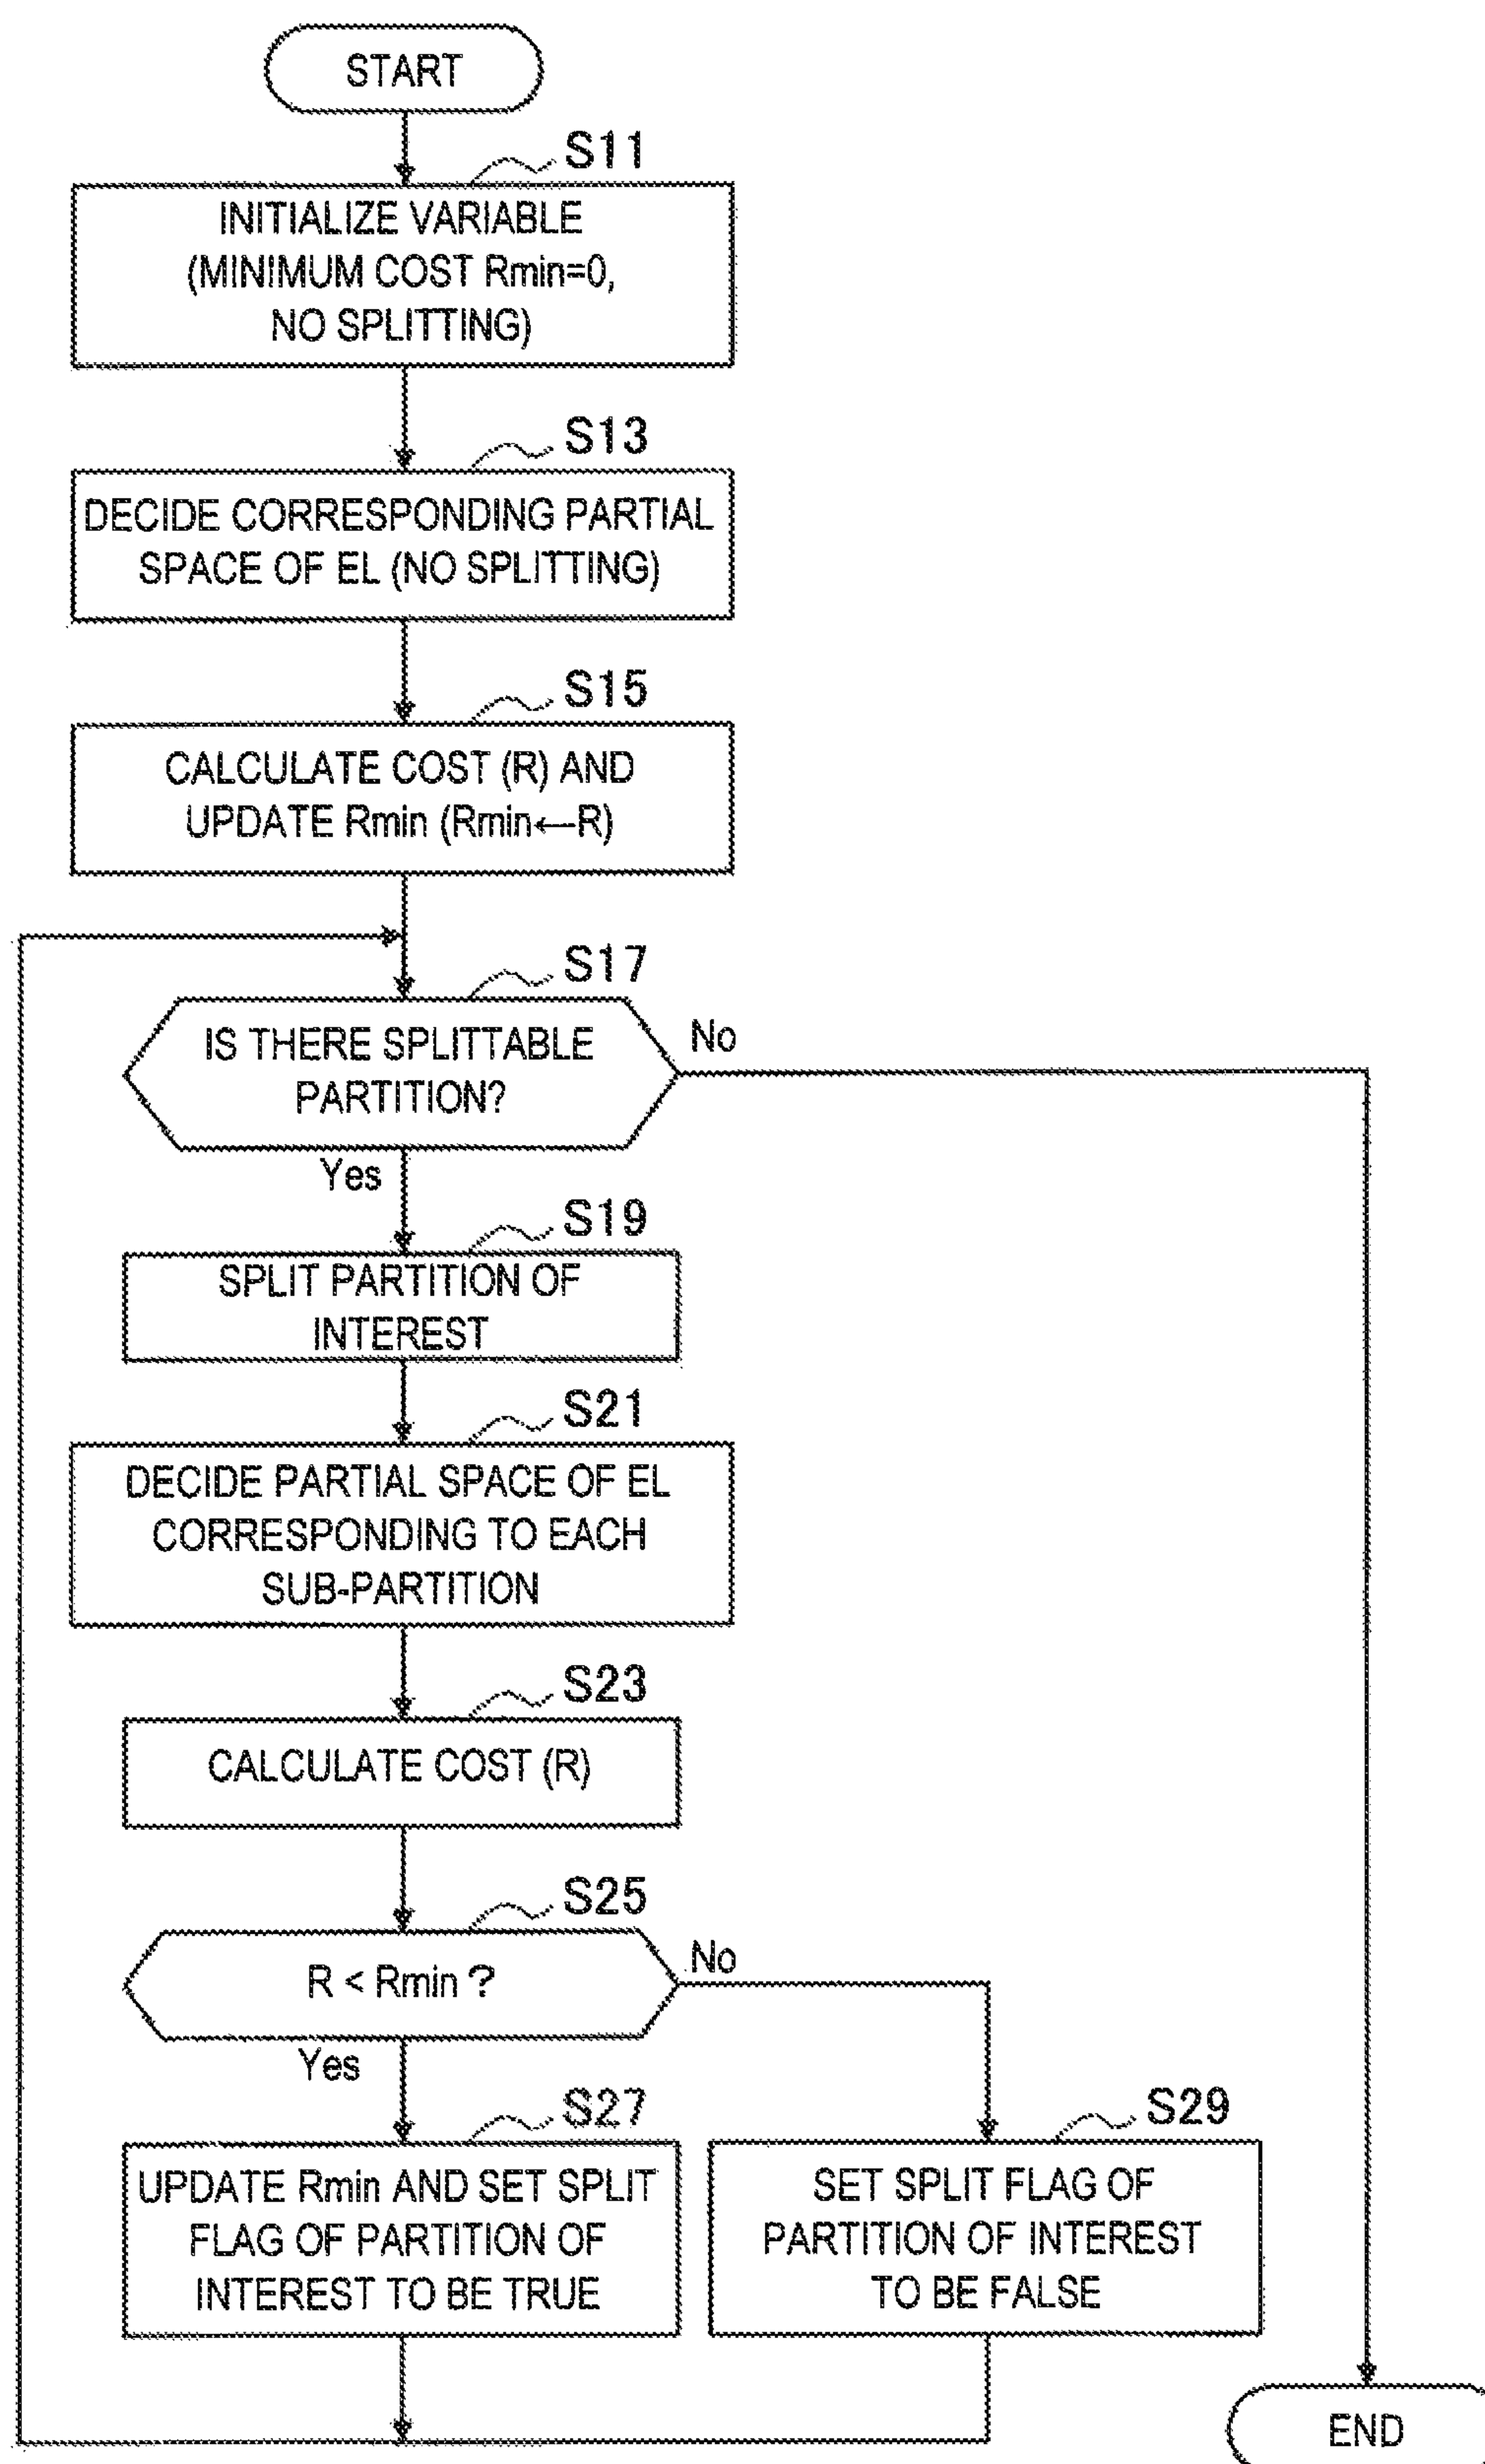 START
S11
INITIALIZE VARIABLE
(MINIMUM COST Rmin=0,
NO SPLITTING)
S13
DECIDE CORRESPONDING PARTIAL
SPACE OF EL (NO SPLITTING)
S15
CALCULATE COST (R) AND
UPDATE Rmin (Rmin←R)
S17
IS THERE SPLITTABLE
PARTITION?
No
Yes
S19
SPLIT PARTITION OF
INTEREST
S21
DECIDE PARTIAL SPACE OF EL
CORRESPONDING TO EACH
SUB-PARTITION
S23
CALCULATE COST (R)
S25
R < Rmin ?
No
Yes
S27
UPDATE Rmin AND SET SPLIT
FLAG OF PARTITION OF
INTEREST TO BE TRUE
S29
SET SPLIT FLAG OF
PARTITION OF INTEREST
TO BE FALSE
END